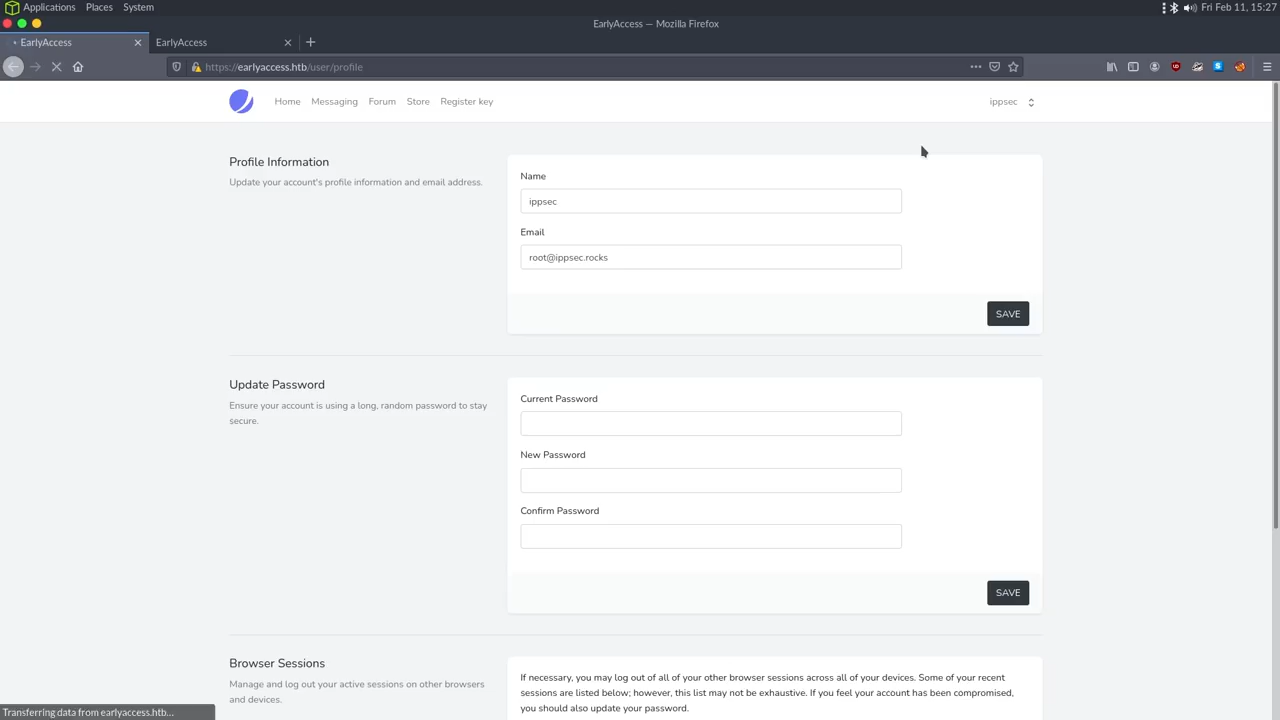 Applications Places System
Fri Feb 11, 15:27
EarlyAccess — Mozilla Firefox
EarlyAccess
EarlyAccess
https://earlyaccess.htb/user/profile
Home Messaging Forum Store Register key
ippsec
Profile Information
Update your account's profile information and email address.
Name
ippsec
Email
root@ippsec.rocks
SAVE
Update Password
Ensure your account is using a long, random password to stay
secure.
Current Password
New Password
Confirm Password
SAVE
Browser Sessions
Manage and log out your active sessions on other browsers
and devices.
If necessary, you may log out of all of your other browser sessions across all of your devices. Some of your recent
sessions are listed below; however, this list may not be exhaustive. If you feel your account has been compromised,
you should also update your password.
Transferring data from earlyaccess.htb...